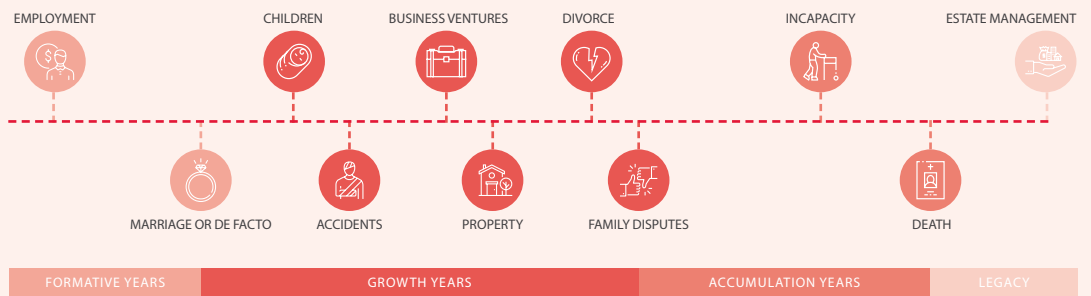 EMPLOYMENT
CHILDREN
BUSINESS VENTURES
DIVORCE
INCAPACITY
ESTATE MANAGEMENT
$
MARRIAGE OR DE FACTO
ACCIDENTS
PROPERTY
FAMILY DISPUTES
DEATH
FORMATIVE YEARS
GROWTH YEARS
ACCUMULATION YEARS
LEGACY